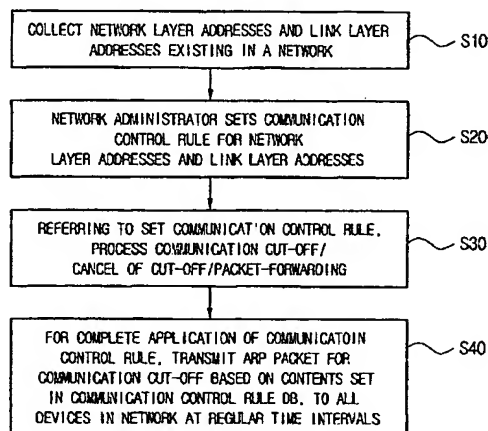 COLLECT NETWORK LAYER ADDRESSES AND LINK LAYER
ADDRESSES EXISTING IN A NETWORK
S10
NETWORK ADMINISTRATOR SETS COMMUNICATION
CONTROL RULE FOR NETWORK
LAYER ADDRESSES AND LINK LAYER ADDRESSES
S20
REFERRING TO SET COMMUNICAT'ON CONTROL RULE,
PROCESS COMMUNICATION CUT-OFF/
CANCEL OF CUT-OFF/PACKET-FORWARDING
S30
FOR COMPLETE APPLICATION OF COMMUNICATOIN
CONTROL RULE, TRANSMIT ARP PACKET FOR
COMMUNICATION CUT-OFF BASED ON CONTENTS SET
IN COMMUNICATION CONTROL RULE DB, TO ALL
DEVICES IN NETWORK AT REGULAR TIME INTERVALS
S40